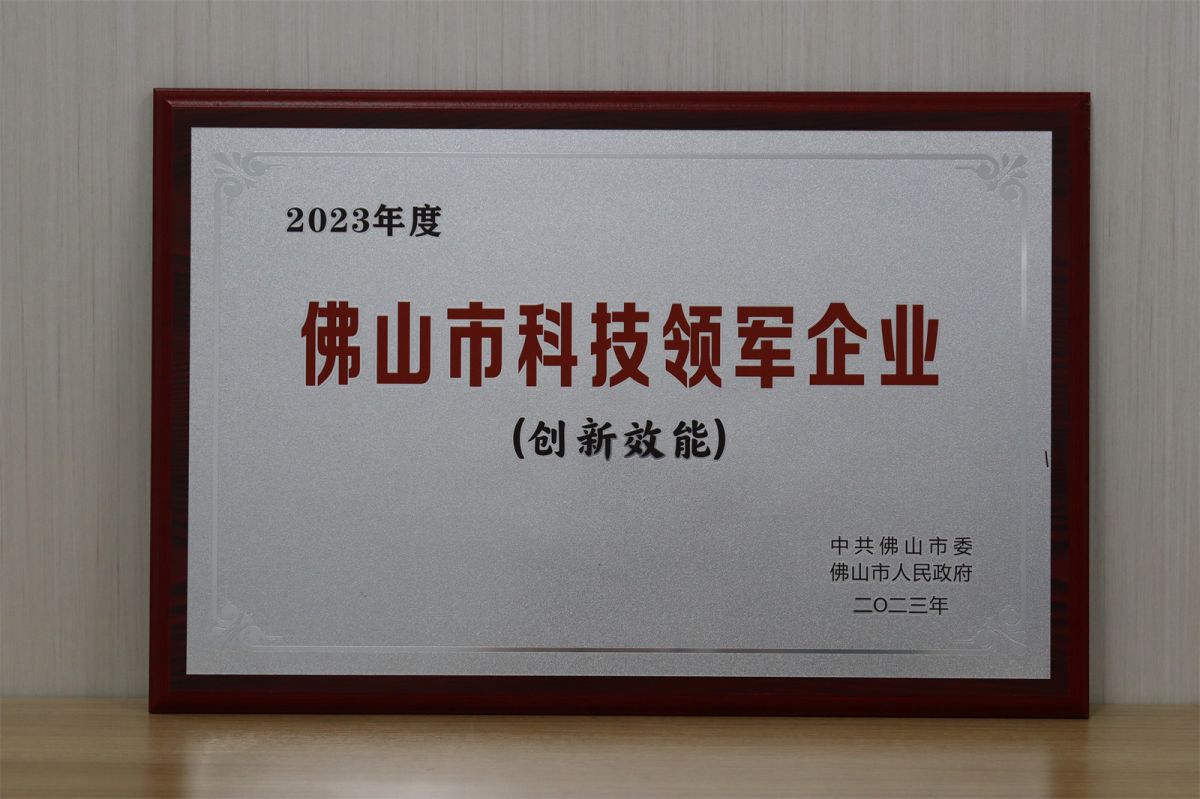 2023年度
佛山市科技领军企业
(创新效能)
中共佛山市委
佛山市人民政府
二〇二三年